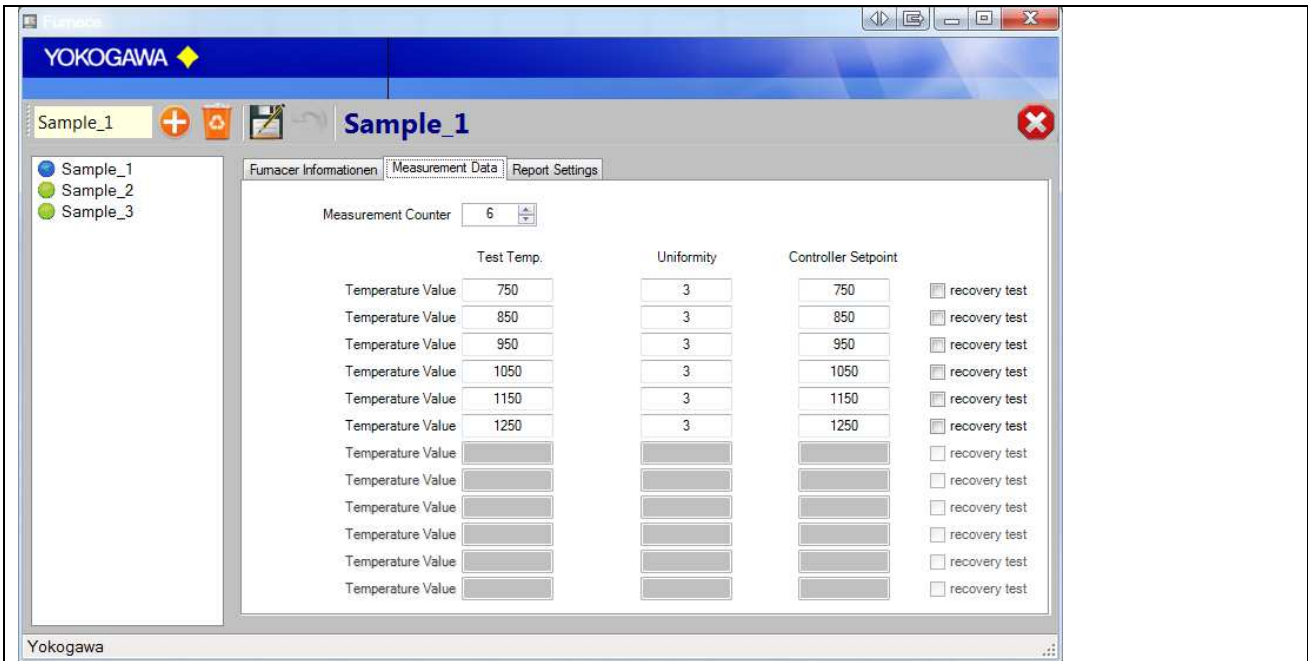 Furnace
YOKOGAWA
Sample_1
Sample_1
Sample_1
Sample_2
Sample_3
Furnacer Informationen Measurement Data Report Settings
Measurement Counter 6
Test Temp. Uniformity Controller Setpoint
Temperature Value 750 3 750 recovery test
Temperature Value 850 3 850 recovery test
Temperature Value 950 3 950 recovery test
Temperature Value 1050 3 1050 recovery test
Temperature Value 1150 3 1150 recovery test
Temperature Value 1250 3 1250 recovery test
Temperature Value recovery test
Temperature Value recovery test
Temperature Value recovery test
Temperature Value recovery test
Temperature Value recovery test
Temperature Value recovery test
Yokogawa